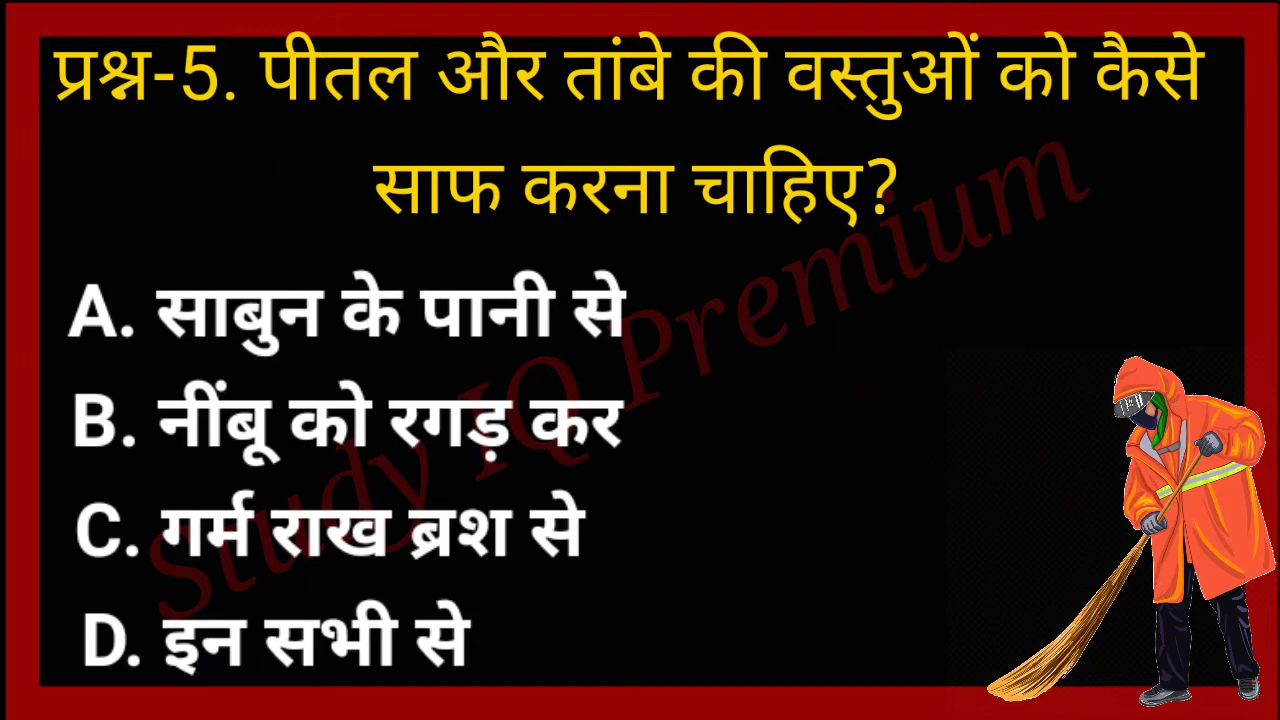 प्रश्न-5. पीतल और तांबे की वस्तुओं को कैसे
साफ करना चाहिए?
A. साबुन के पानी से
B. नींबू को रगड़ कर
C. गर्म राख ब्रश से
D. इन सभी से
Study IQ Premium